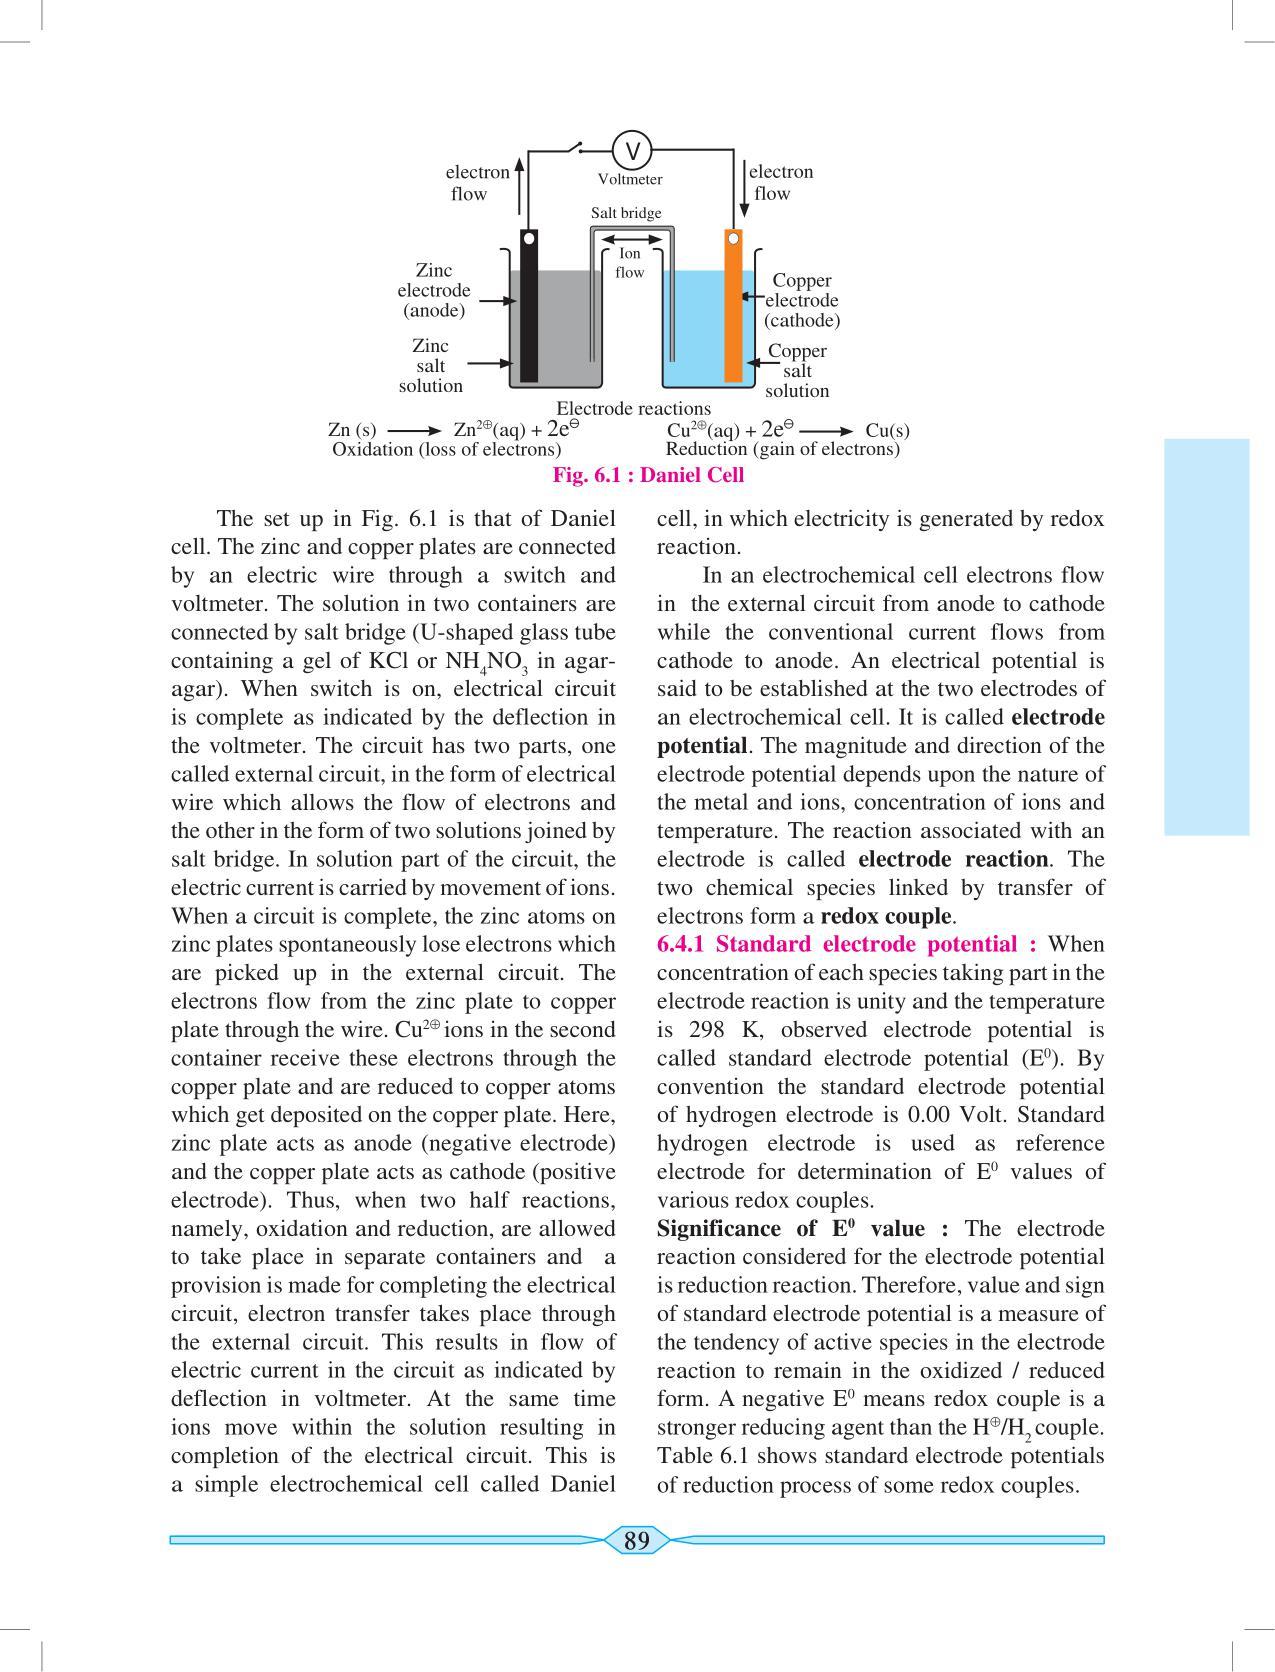 V
electron
flow
Voltmeter
electron
flow
Salt bridge
Ion
flow
Zinc
electrode
(anode)
Copper
electrode
(cathode)
Zinc
salt
solution
Copper
salt
solution
Electrode reactions
Zn (s) ⟶ Zn²⊕(aq) + 2e⊖
Cu²⊕(aq) + 2e⊖ ⟶ Cu(s)
Oxidation (loss of electrons)
Reduction (gain of electrons)
Fig. 6.1 : Daniel Cell
The set up in Fig. 6.1 is that of Daniel
cell. The zinc and copper plates are connected
by an electric wire through a switch and
voltmeter. The solution in two containers are
connected by salt bridge (U-shaped glass tube
containing a gel of KCl or NH₄NO₃ in agar-
agar). When switch is on, electrical circuit
is complete as indicated by the deflection in
the voltmeter. The circuit has two parts, one
called external circuit, in the form of electrical
wire which allows the flow of electrons and
the other in the form of two solutions joined by
salt bridge. In solution part of the circuit, the
electric current is carried by movement of ions.
When a circuit is complete, the zinc atoms on
zinc plates spontaneously lose electrons which
are picked up in the external circuit. The
electrons flow from the zinc plate to copper
plate through the wire. Cu²⊕ ions in the second
container receive these electrons through the
copper plate and are reduced to copper atoms
which get deposited on the copper plate. Here,
zinc plate acts as anode (negative electrode)
and the copper plate acts as cathode (positive
electrode). Thus, when two half reactions,
namely, oxidation and reduction, are allowed
to take place in separate containers and a
provision is made for completing the electrical
circuit, electron transfer takes place through
the external circuit. This results in flow of
electric current in the circuit as indicated by
deflection in voltmeter. At the same time
ions move within the solution resulting in
completion of the electrical circuit. This is
a simple electrochemical cell called Daniel
cell, in which electricity is generated by redox
reaction.
In an electrochemical cell electrons flow
in the external circuit from anode to cathode
while the conventional current flows from
cathode to anode. An electrical potential is
said to be established at the two electrodes of
an electrochemical cell. It is called electrode
potential. The magnitude and direction of the
electrode potential depends upon the nature of
the metal and ions, concentration of ions and
temperature. The reaction associated with an
electrode is called electrode reaction. The
two chemical species linked by transfer of
electrons form a redox couple.
6.4.1 Standard electrode potential : When
concentration of each species taking part in the
electrode reaction is unity and the temperature
is 298 K, observed electrode potential is
called standard electrode potential (E⁰). By
convention the standard electrode potential
of hydrogen electrode is 0.00 Volt. Standard
hydrogen electrode is used as reference
electrode for determination of E⁰ values of
various redox couples.
Significance of E⁰ value : The electrode
reaction considered for the electrode potential
is reduction reaction. Therefore, value and sign
of standard electrode potential is a measure of
the tendency of active species in the electrode
reaction to remain in the oxidized / reduced
form. A negative E⁰ means redox couple is a
stronger reducing agent than the H⊕/H₂ couple.
Table 6.1 shows standard electrode potentials
of reduction process of some redox couples.
89